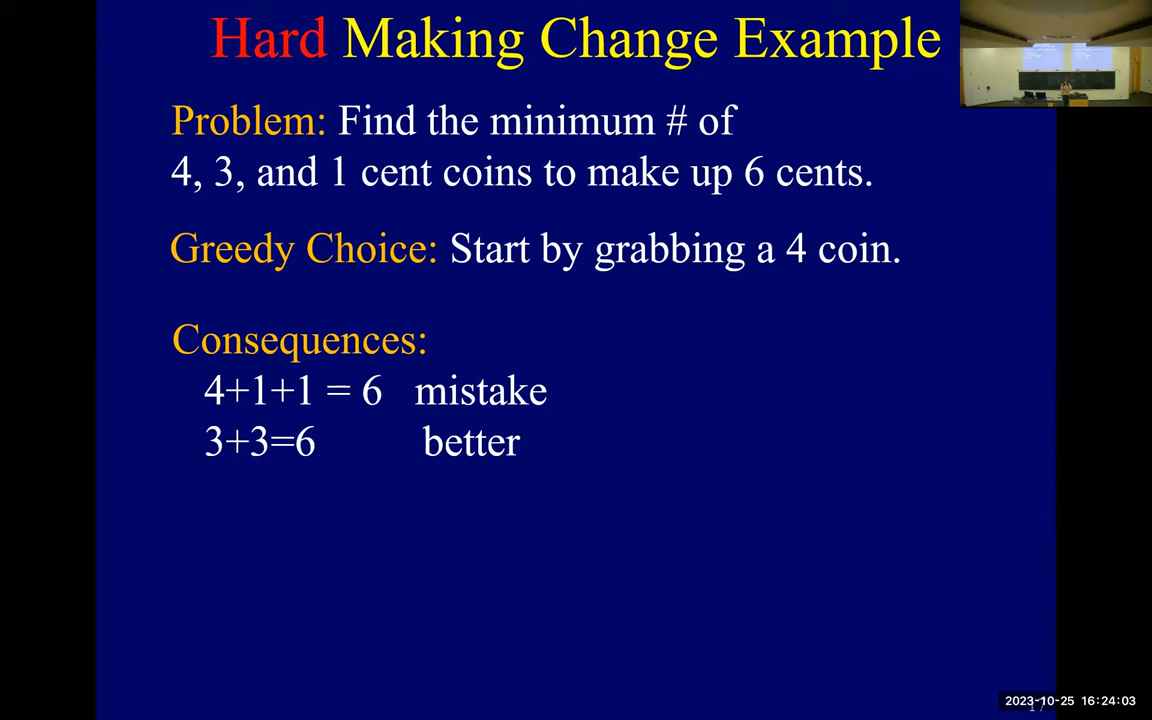 Hard Making Change Example
Problem: Find the minimum # of
4, 3, and 1 cent coins to make up 6 cents.
Greedy Choice: Start by grabbing a 4 coin.
Consequences:
4+1+1 = 6 mistake
3+3=6 better
2023-10-25 16:24:03
17